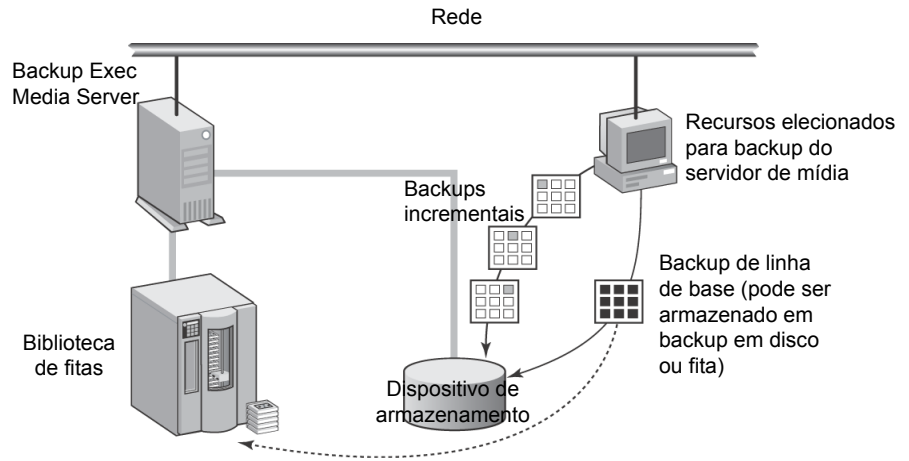 Rede
Backup Exec
Media Server
Recursos elecionados
para backup do
servidor de mídia
Backups
incrementais
Backup de linha
de base (pode ser
armazenado em
backup em disco
ou fita)
Biblioteca
de fitas
Dispositivo de
armazenamento